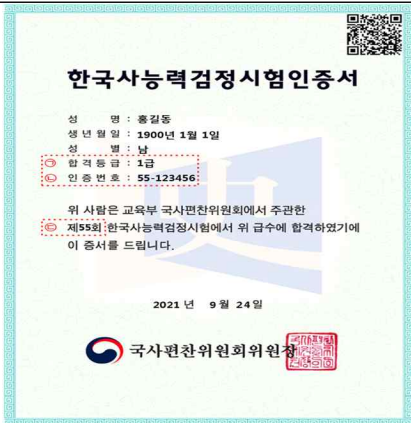 한국사능력검정시험인증서
성 명 : 홍길동
생 년 월 일 : 1900년 1월 1일
성 별 : 남
㉠ 합 격 등 급 : 1급
㉡ 인 증 번 호 : 55-123456
위 사람은 교육부 국사편찬위원회에서 주관한
㉢ 제55회 한국사능력검정시험에서 위 급수에 합격하였기에
이 증서를 드립니다.
2021 년 9 월 24 일
국사편찬위원회위원장
史